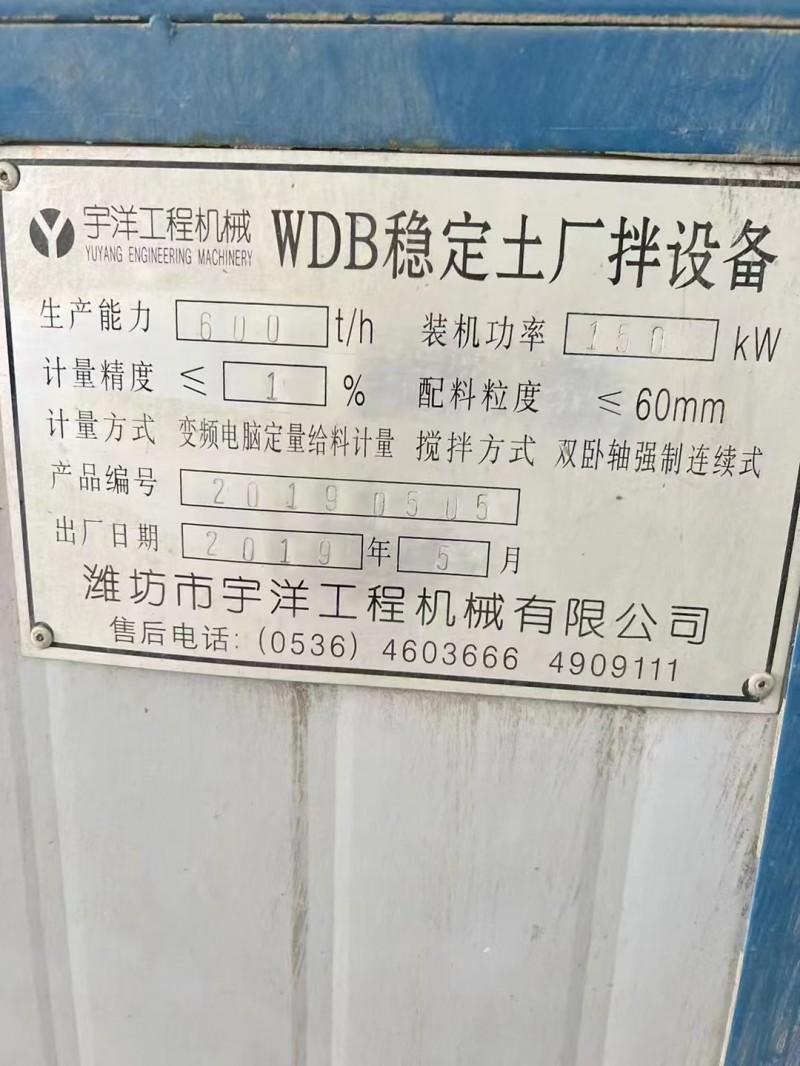 宇洋工程机械 WDB稳定土厂拌设备
YUYANG ENGINEERING MACHINERY
生产能力 600 t/h 装机功率 150 kW
计量精度 ≤ 1 % 配料粒度 ≤60mm
计量方式 变频电脑定量给料计量 搅拌方式 双卧轴强制连续式
产品编号 20190505
出厂日期 2019 年 5 月
潍坊市宇洋工程机械有限公司
售后电话: (0536) 4603666 4909111